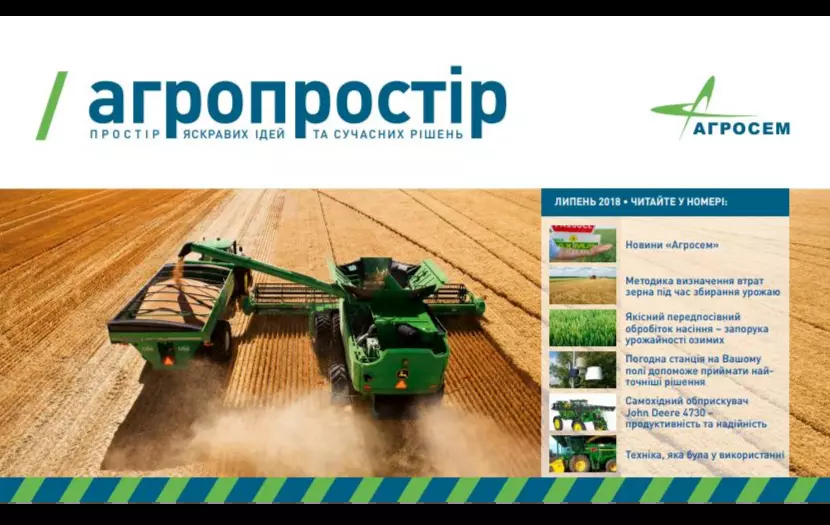 агропростір
ПРОСТІР ЯСКРАВИХ ІДЕЙ ТА СУЧАСНИХ РІШЕНЬ
АГРОСЕМ
ЛИПЕНЬ 2018 • ЧИТАЙТЕ У НОМЕРІ:
Новини «Агросем»
Методика визначення втрат
зерна під час збирання урожаю
Якісний передпосівний
обробіток насіння – запорука
урожайності озимих
Погодна станція на Вашому
полі допоможе приймати най-
точніші рішення
Самохідний обприскувач
John Deere 4730 –
продуктивність та надійність
Техніка, яка була у використанні